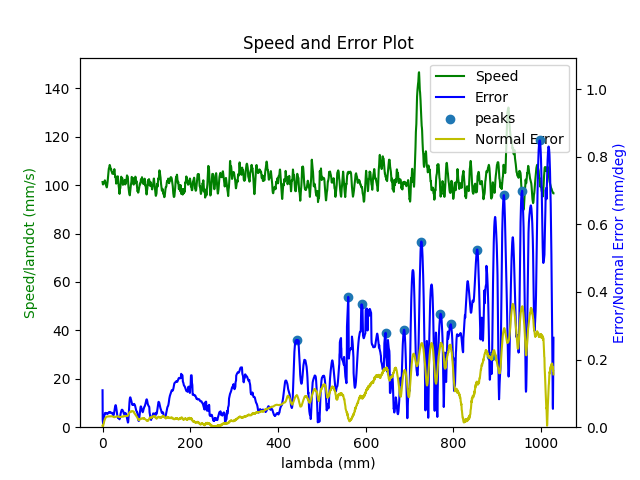 Speed and Error Plot
Speed
Error
peaks
Normal Error
Speed/lamdot (mm/s)
140
120
100
80
60
40
20
0
Error/Normal Error (mm/deg)
1.0
0.8
0.6
0.4
0.2
0.0
0
200
400
600
800
1000
lambda (mm)